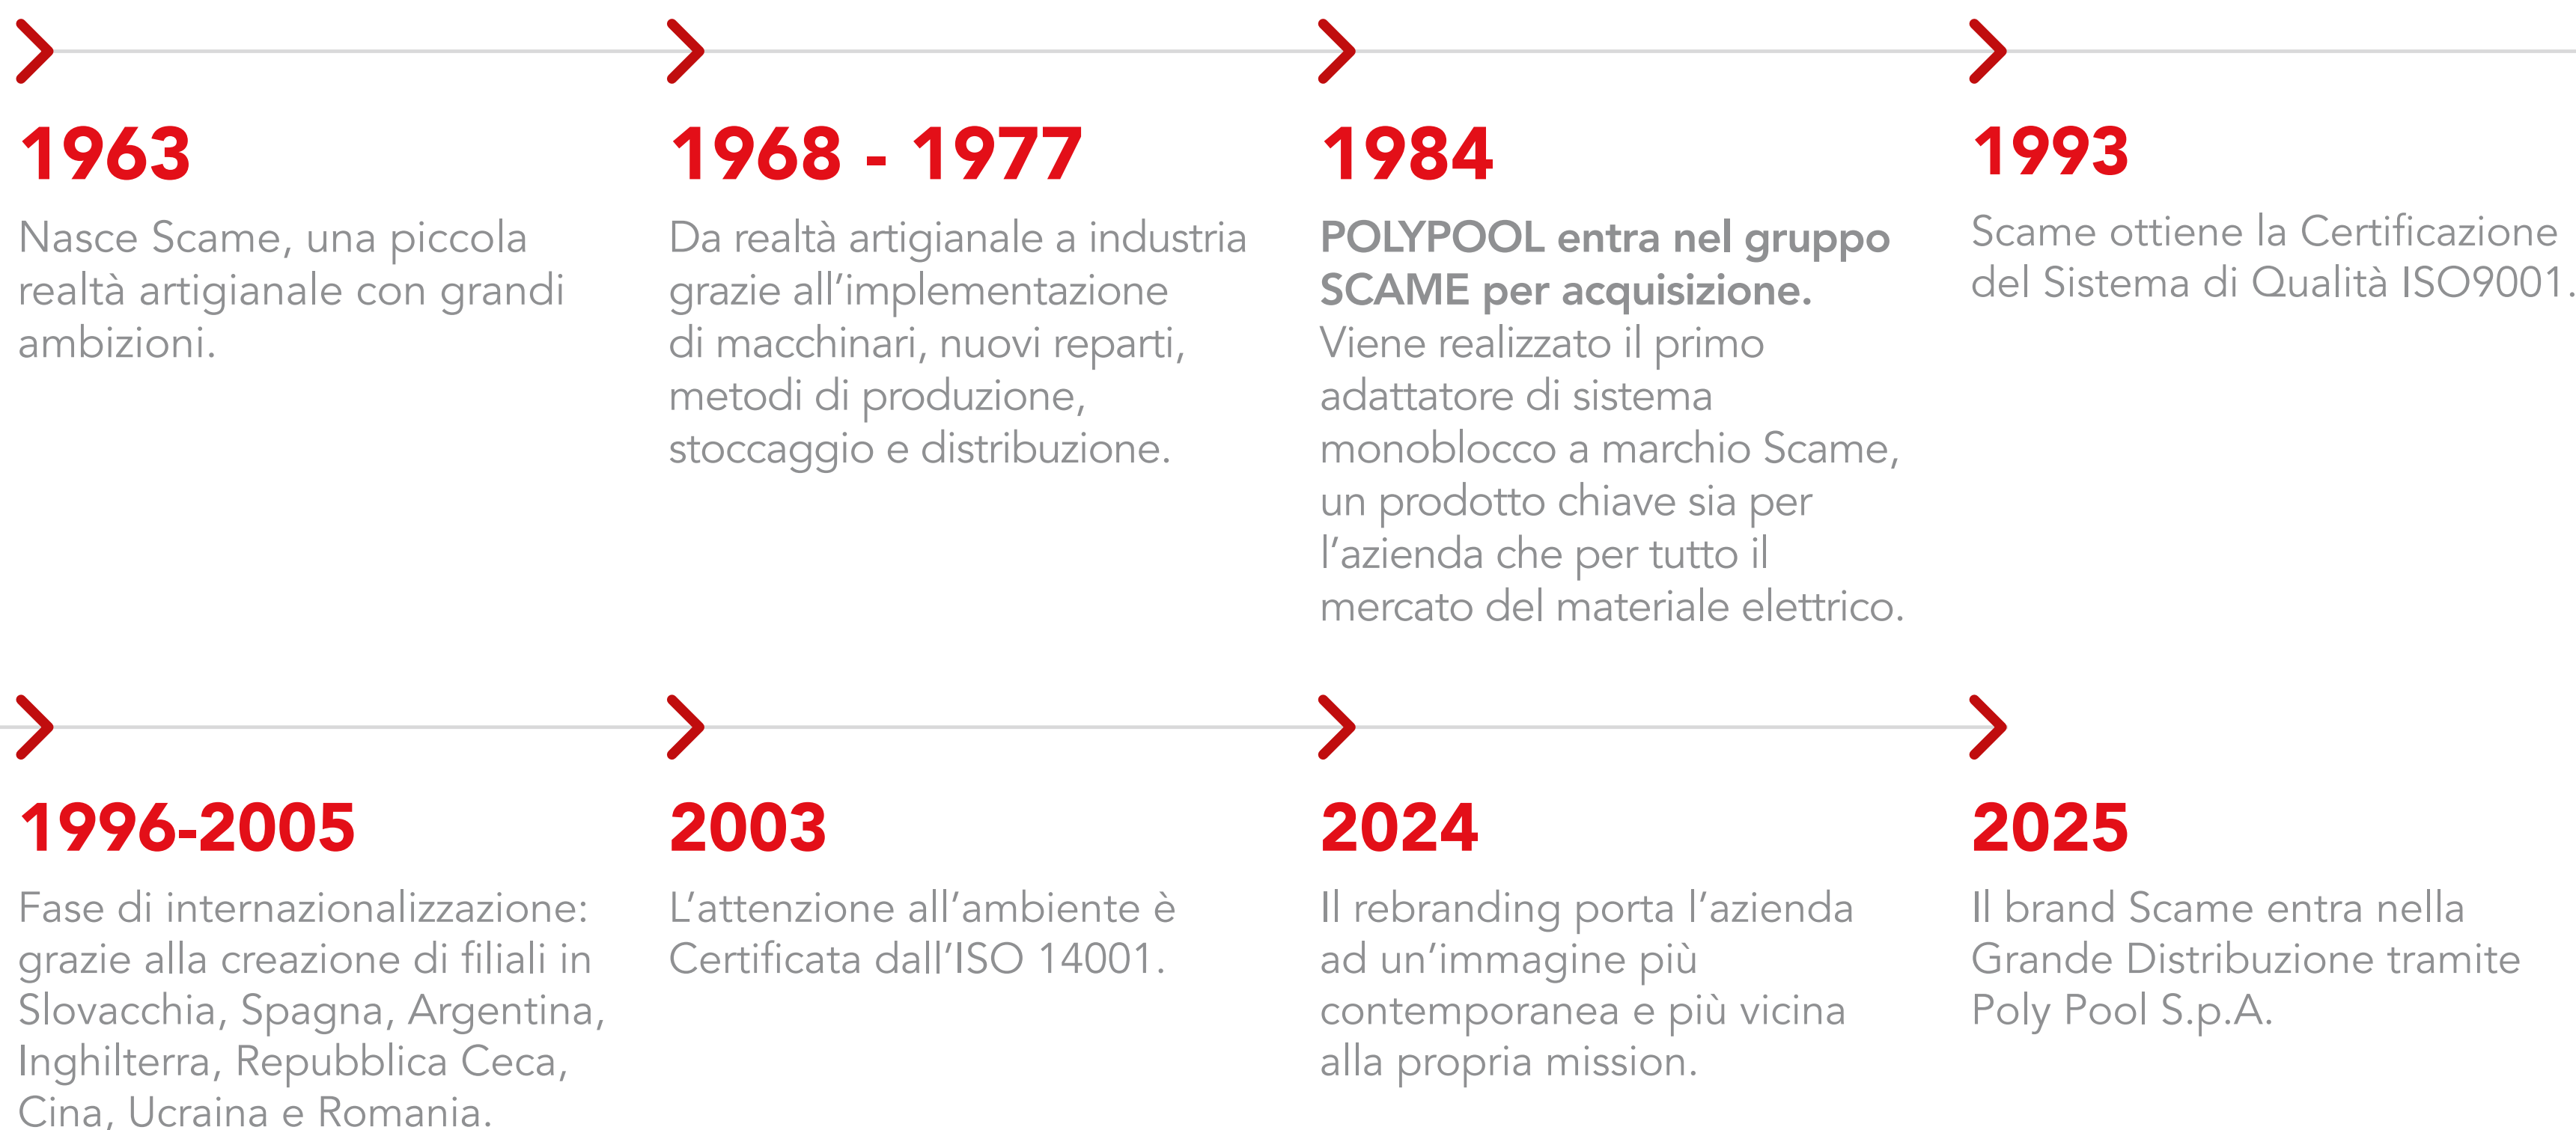 1963
Nasce Scame, una piccola
realtà artigianale con grandi
ambizioni.
1968 - 1977
Da realtà artigianale a industria
grazie all’implementazione
di macchinari, nuovi reparti,
metodi di produzione,
stoccaggio e distribuzione.
1984
POLYPOOL entra nel gruppo
SCAME per acquisizione.
Viene realizzato il primo
adattatore di sistema
monoblocco a marchio Scame,
un prodotto chiave sia per
l’azienda che per tutto il
mercato del materiale elettrico.
1993
Scame ottiene la Certificazione
del Sistema di Qualità ISO9001.
1996-2005
Fase di internazionalizzazione:
grazie alla creazione di filiali in
Slovacchia, Spagna, Argentina,
Inghilterra, Repubblica Ceca,
Cina, Ucraina e Romania.
2003
L’attenzione all’ambiente è
Certificata dall’ISO 14001.
2024
Il rebranding porta l’azienda
ad un’immagine più
contemporanea e più vicina
alla propria mission.
2025
Il brand Scame entra nella
Grande Distribuzione tramite
Poly Pool S.p.A.